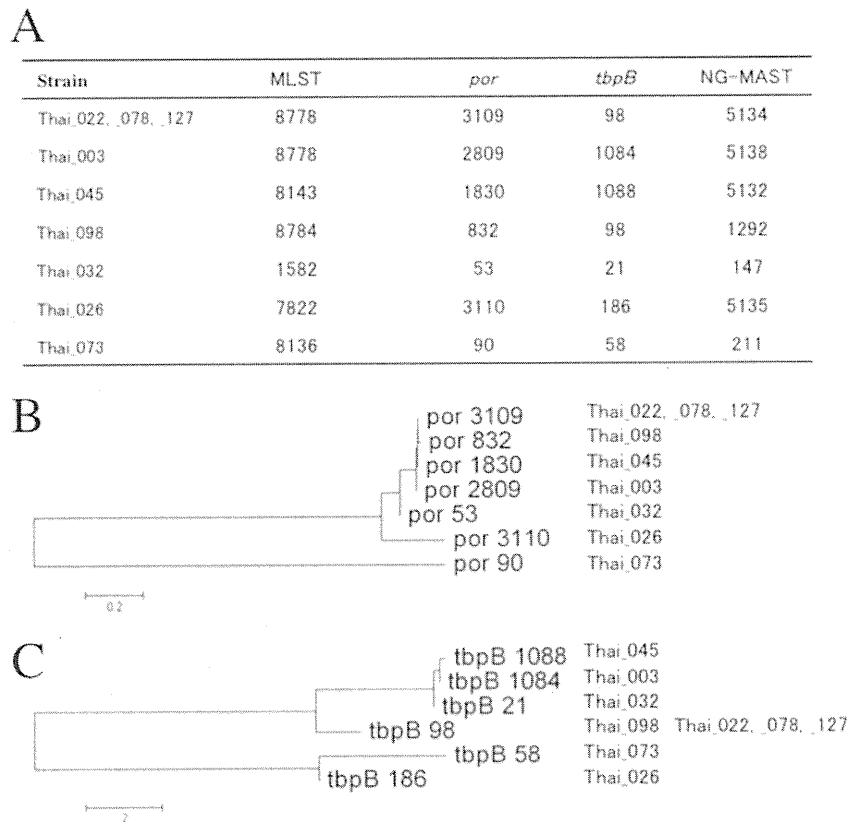 A
Strain MLST por tbpB NG-MAST
Thai_022, _078, _127 8778 3109 98 5134
Thai_003 8778 2809 1084 5138
Thai_045 8143 1830 1088 5132
Thai_098 8784 832 98 1292
Thai_032 1582 53 21 147
Thai_026 7822 3110 186 5135
Thai_073 8136 90 58 211
B
por 3109 Thai_022, _078, _127
por 832 Thai_098
por 1830 Thai_045
por 2809 Thai_003
por 53 Thai_032
por 3110 Thai_026
por 90 Thai_073
0.2
C
tbpB 1088 Thai_045
tbpB 1084 Thai_003
tbpB 21 Thai_032
tbpB 98 Thai_098 Thai_022, _078, _127
tbpB 58 Thai_073
tbpB 186 Thai_026
2